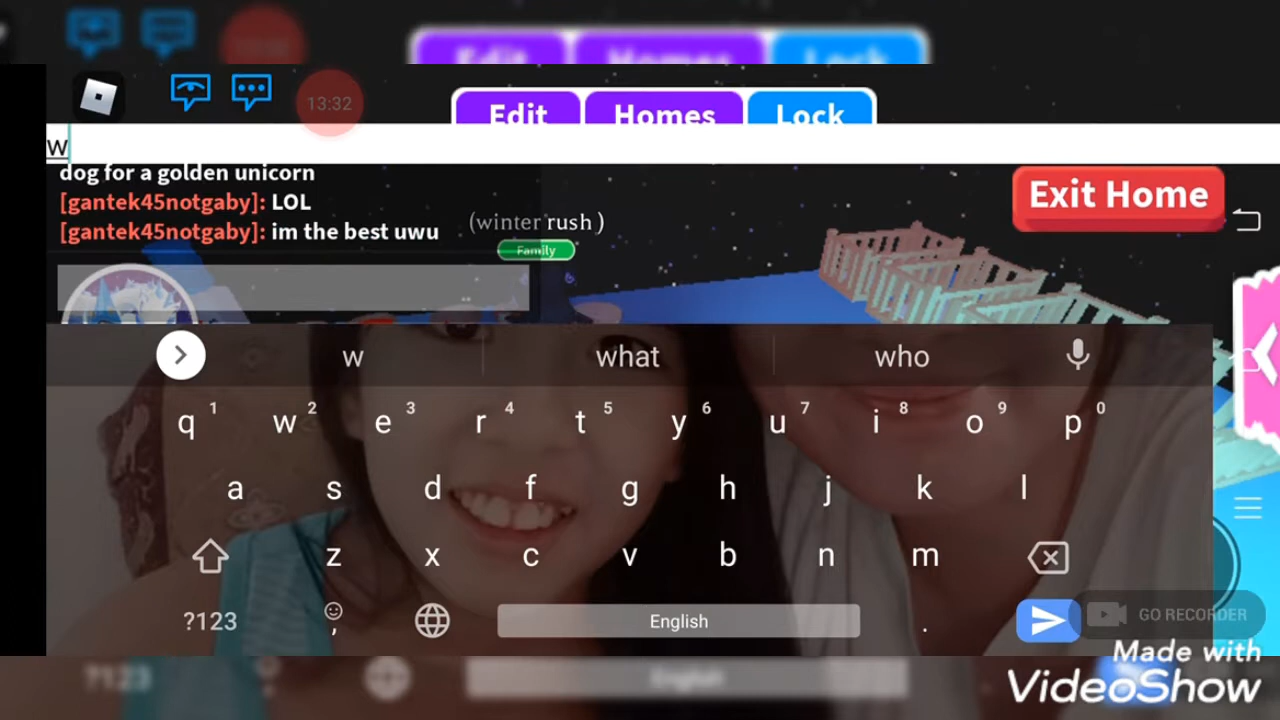 Edit Homes Lock
13:32
w
dog for a golden unicorn
[gantek45notgaby]: LOL
[gantek45notgaby]: im the best uwu
(winter rush )
Family
Exit Home
w what who
q 1 w 2 e 3 r 4 t 5 y 6 u 7 i 8 o 9 p 0
a s d f g h j k l
z x c v b n m
?123 , English .
GO RECORDER
Made with
VideoShow